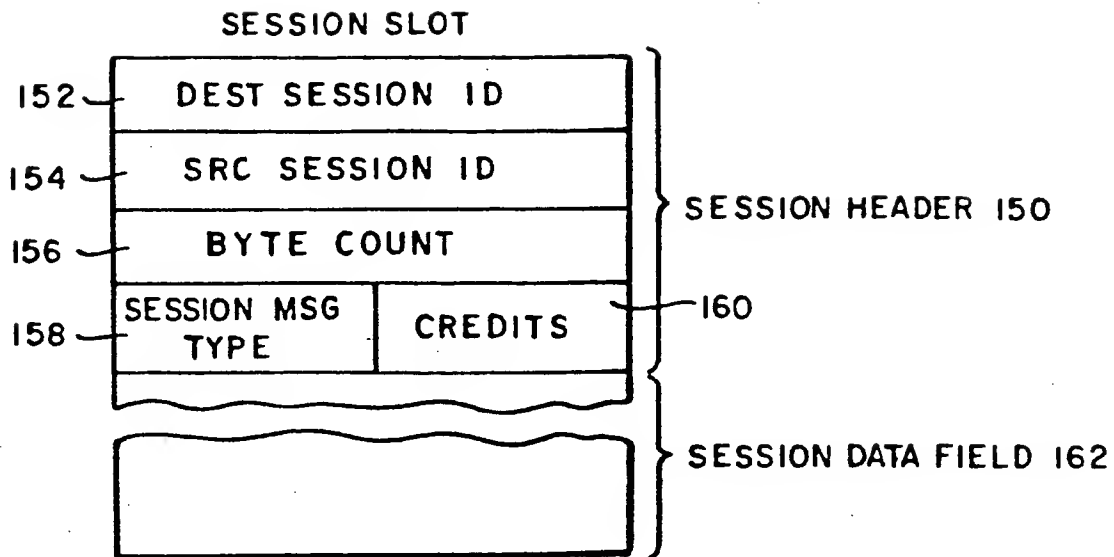 SESSION SLOT
152
DEST SESSION ID
154
SRC SESSION ID
SESSION HEADER 150
156
BYTE COUNT
158
SESSION MSG
TYPE
CREDITS
160
SESSION DATA FIELD 162